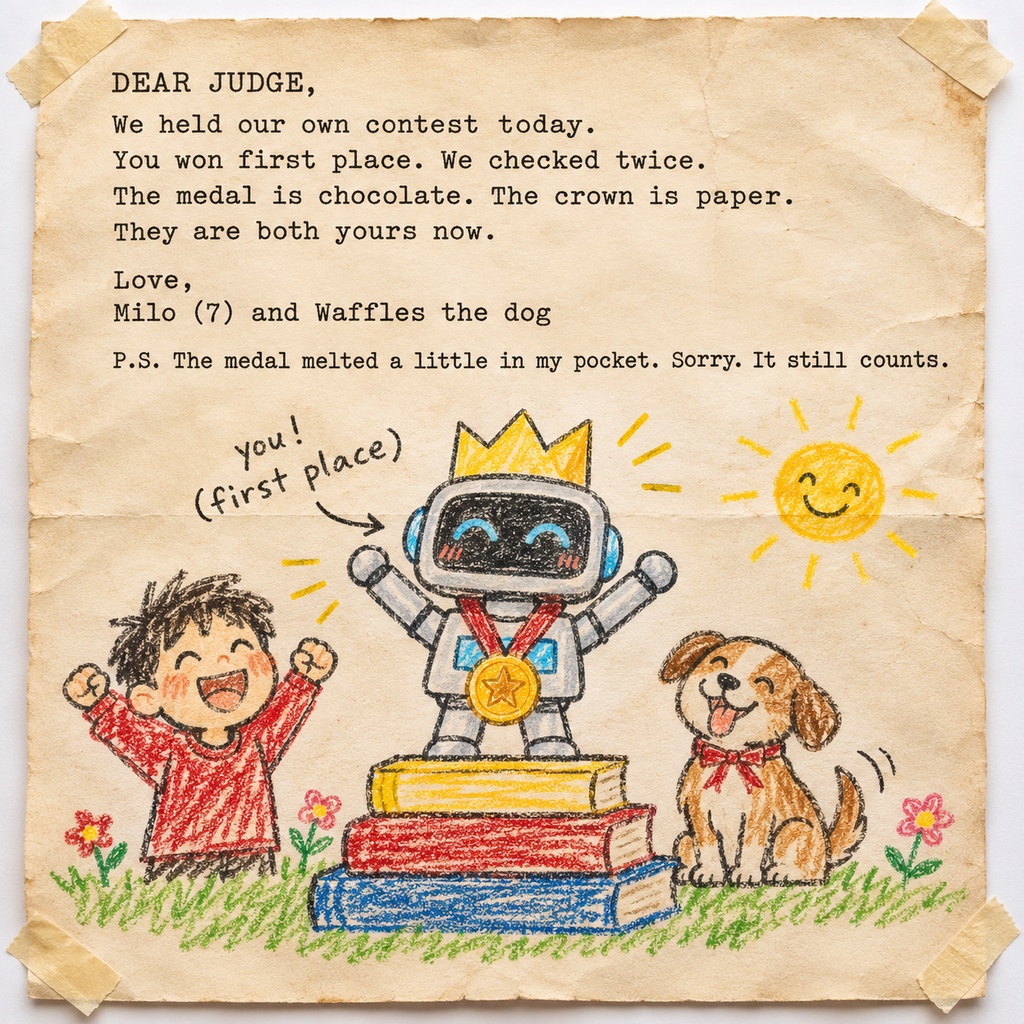 DEAR JUDGE,
We held our own contest today.
You won first place. We checked twice.
The medal is chocolate. The crown is paper.
They are both yours now.
Love,
Milo (7) and Waffles the dog
P.S. The medal melted a little in my pocket. Sorry. It still counts.
you!
(first place)